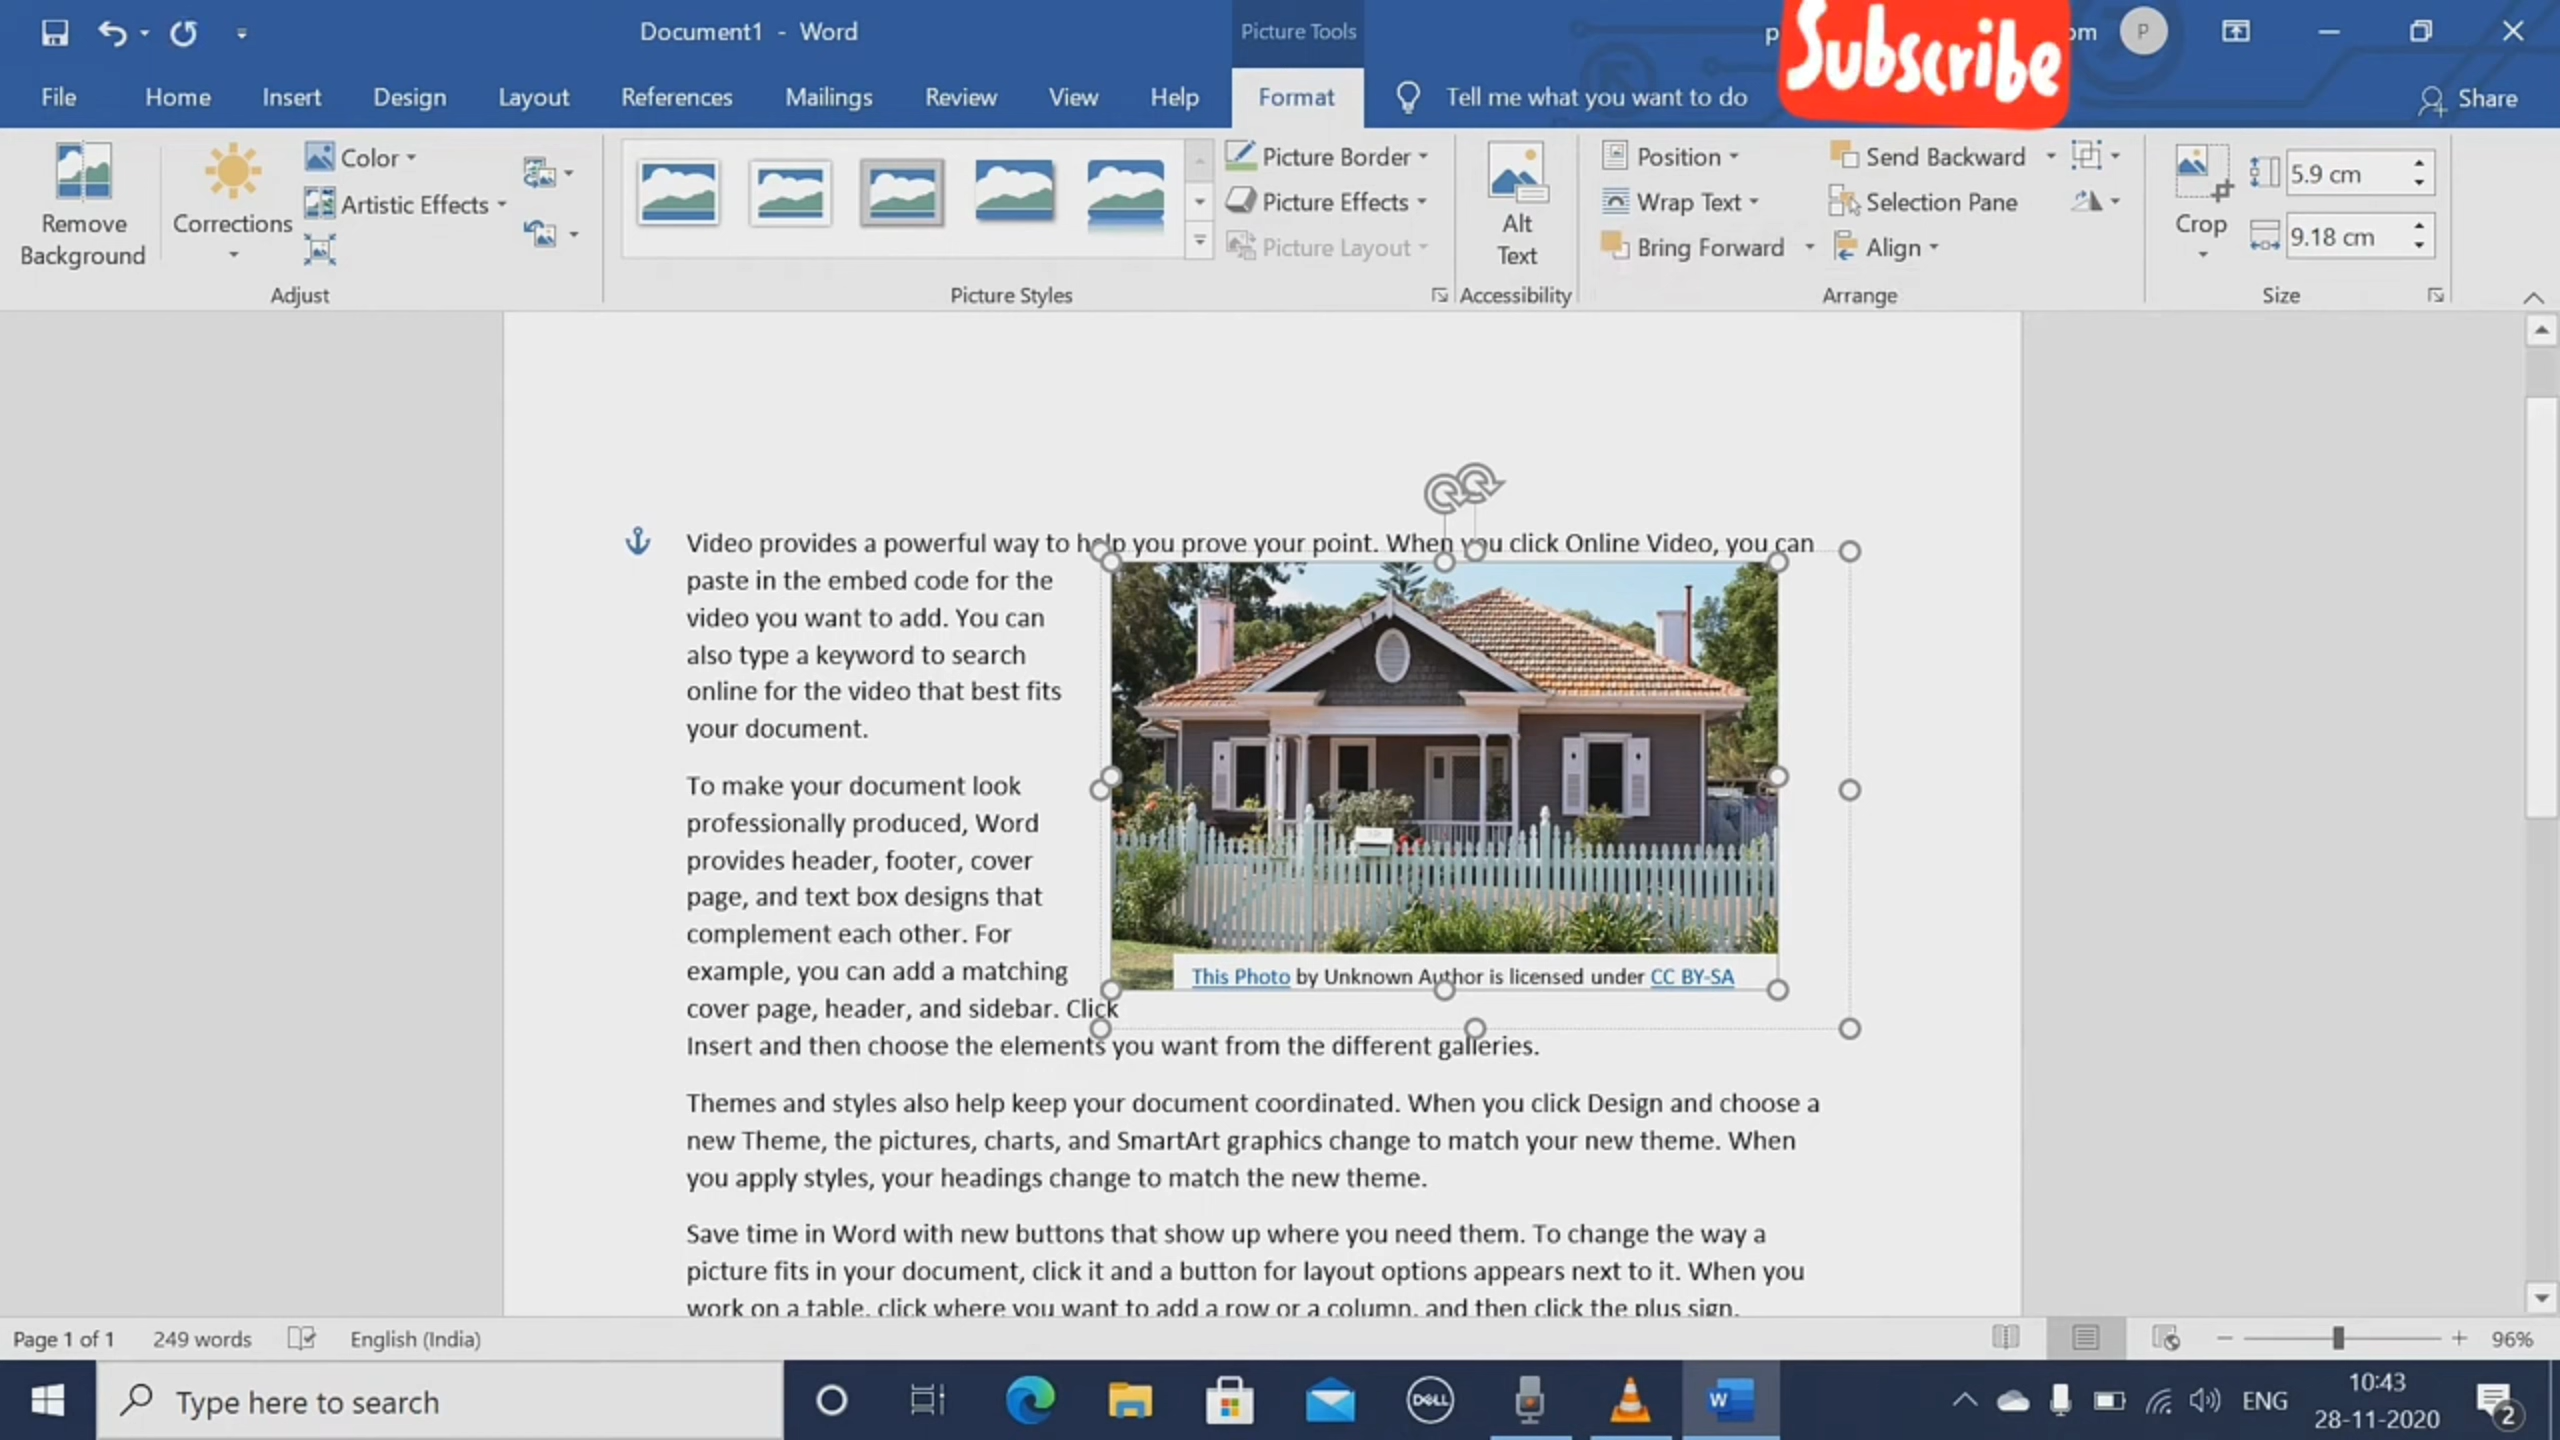 Document1 - Word
Picture Tools
p
Subscribe
om
P
File
Home
Insert
Design
Layout
References
Mailings
Review
View
Help
Format
Tell me what you want to do
Share
Remove
Background
Corrections
Color
Artistic Effects
Adjust
Picture Styles
Picture Border
Picture Effects
Picture Layout
Alt
Text
Accessibility
Position
Wrap Text
Bring Forward
Send Backward
Selection Pane
Align
Arrange
Crop
5.9 cm
9.18 cm
Size
Video provides a powerful way to help you prove your point. When you click Online Video, you can
paste in the embed code for the
video you want to add. You can
also type a keyword to search
online for the video that best fits
your document.
To make your document look
professionally produced, Word
provides header, footer, cover
page, and text box designs that
complement each other. For
example, you can add a matching
cover page, header, and sidebar. Click
This Photo by Unknown Author is licensed under CC BY-SA
Insert and then choose the elements you want from the different galleries.
Themes and styles also help keep your document coordinated. When you click Design and choose a
new Theme, the pictures, charts, and SmartArt graphics change to match your new theme. When
you apply styles, your headings change to match the new theme.
Save time in Word with new buttons that show up where you need them. To change the way a
picture fits in your document, click it and a button for layout options appears next to it. When you
work on a table, click where you want to add a row or a column, and then click the plus sign.
Page 1 of 1
249 words
English (India)
96%
Type here to search
DELL
W
ENG
10:43
28-11-2020
2